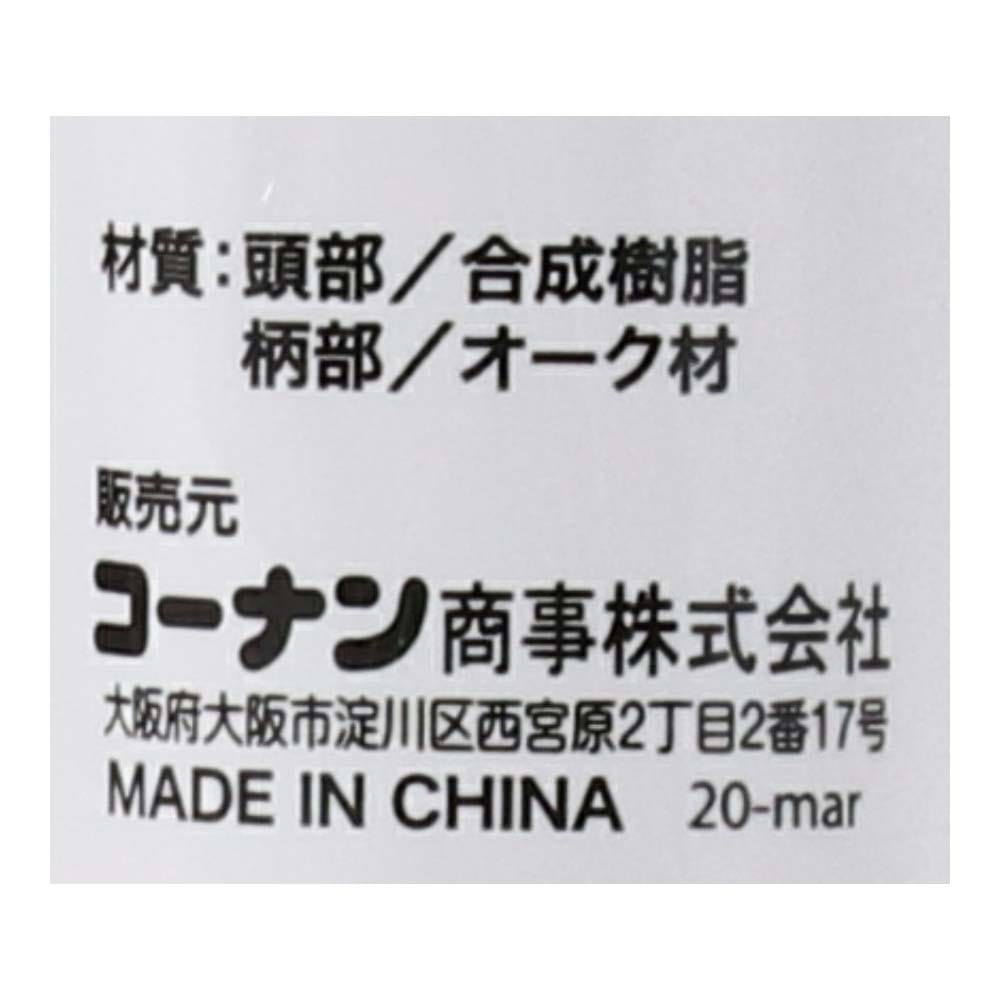 材質：頭部／合成樹脂
柄部／オーク材
販売元
コーナン商事株式会社
大阪府大阪市淀川区西宮原2丁目2番17号
MADE IN CHINA 20-mar